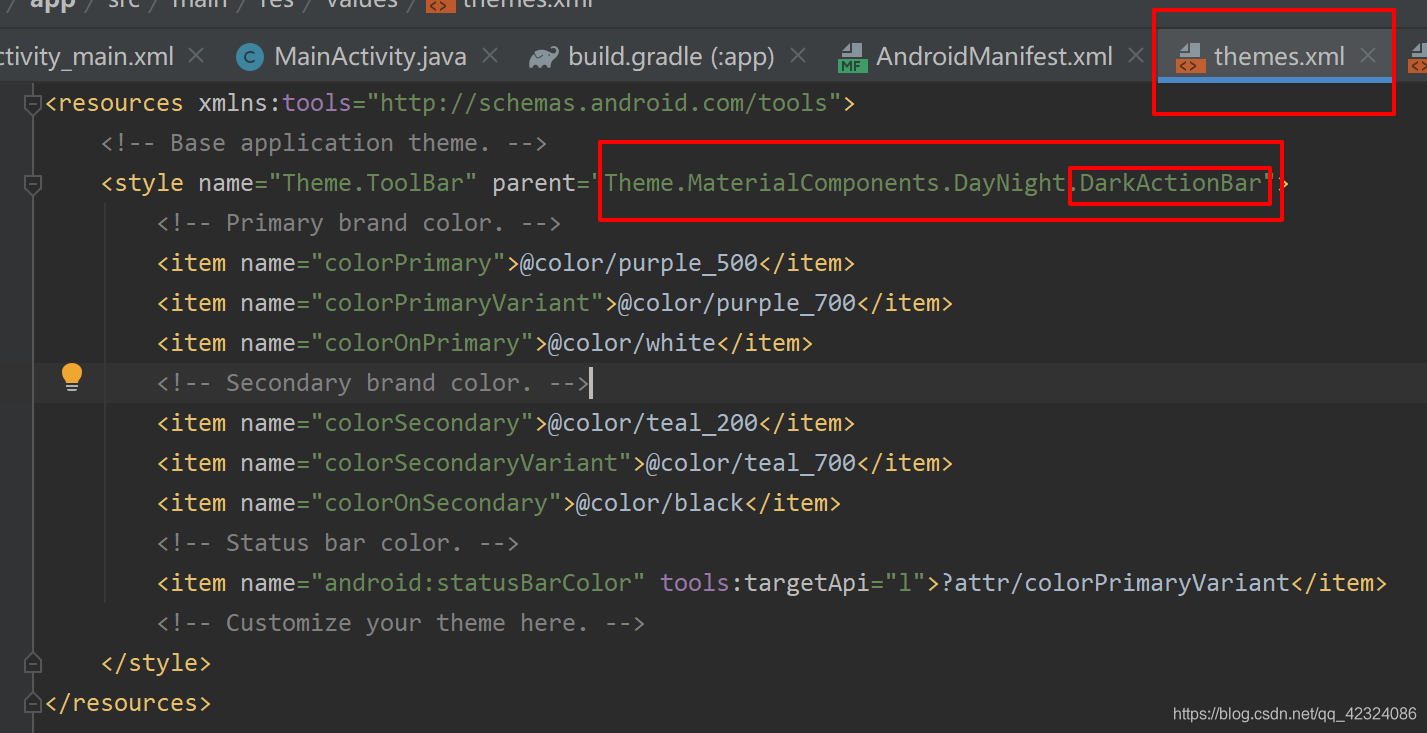 / app / src / main / res / values / themes.xml
ctivity_main.xml MainActivity.java build.gradle (:app) AndroidManifest.xml themes.xml
<resources xmlns:tools="http://schemas.android.com/tools">
<!-- Base application theme. -->
<style name="Theme.ToolBar" parent="Theme.MaterialComponents.DayNight.DarkActionBar">
<!-- Primary brand color. -->
<item name="colorPrimary">@color/purple_500</item>
<item name="colorPrimaryVariant">@color/purple_700</item>
<item name="colorOnPrimary">@color/white</item>
<!-- Secondary brand color. -->
<item name="colorSecondary">@color/teal_200</item>
<item name="colorSecondaryVariant">@color/teal_700</item>
<item name="colorOnSecondary">@color/black</item>
<!-- Status bar color. -->
<item name="android:statusBarColor" tools:targetApi="l">?attr/colorPrimaryVariant</item>
<!-- Customize your theme here. -->
</style>
</resources>
https://blog.csdn.net/qq_42324086